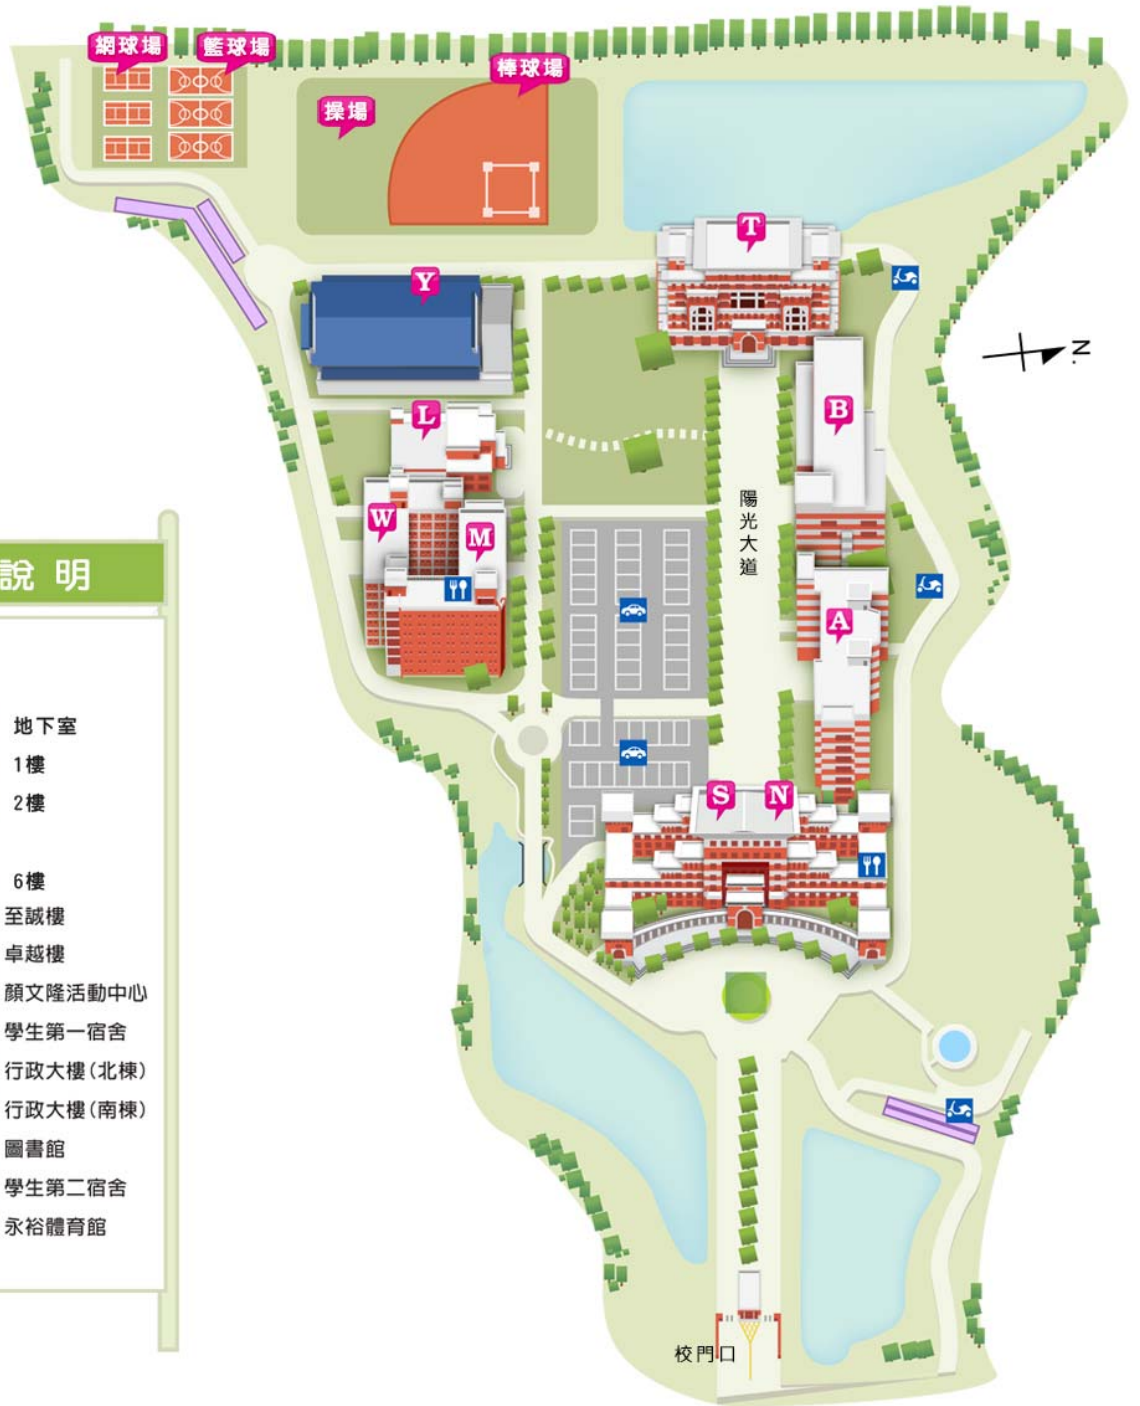 網球場
籃球場
棒球場
操場
T
Y
N.
B
L
W
M
陽光大道
A
S
N
校門口
說 明
地下室
1樓
2樓
6樓
至誠樓
卓越樓
顏文隆活動中心
學生第一宿舍
行政大樓(北棟)
行政大樓(南棟)
圖書館
學生第二宿舍
永裕體育館